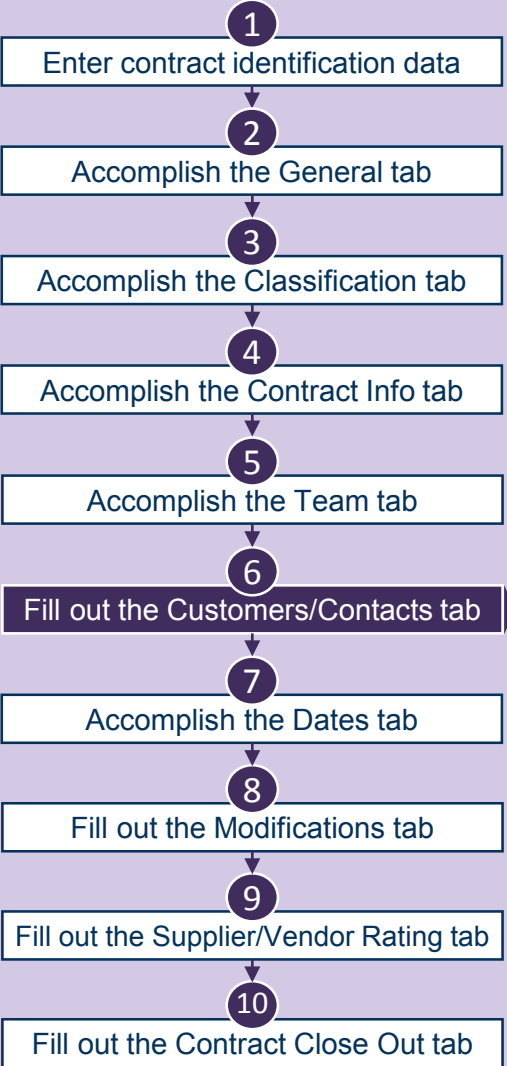 1
Enter contract identification data
2
Accomplish the General tab
3
Accomplish the Classification tab
4
Accomplish the Contract Info tab
5
Accomplish the Team tab
6
Fill out the Customers/Contacts tab
7
Accomplish the Dates tab
8
Fill out the Modifications tab
9
Fill out the Supplier/Vendor Rating tab
10
Fill out the Contract Close Out tab